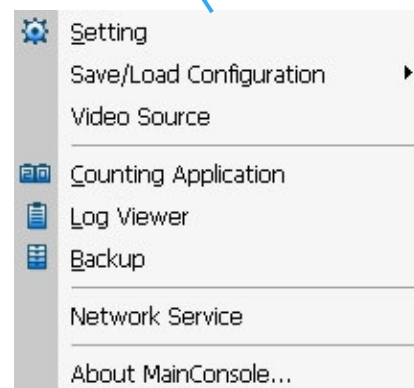 Setting
Save/Load Configuration
Video Source
Counting Application
Log Viewer
Backup
Network Service
About MainConsole...